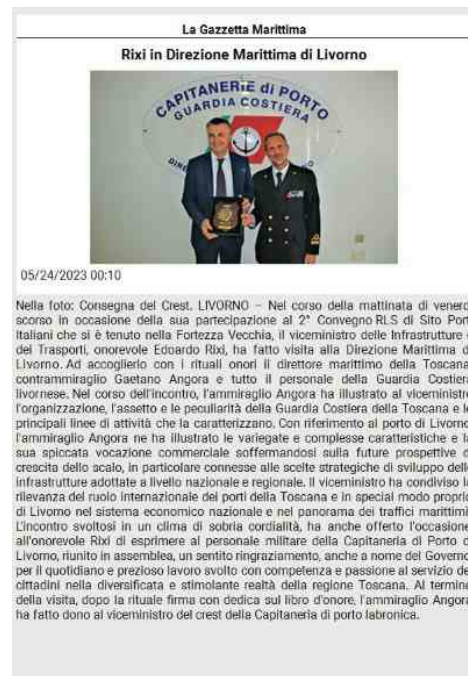 La Gazzetta Marittima
Rixi in Direzione Marittima di Livorno
CAPITANERIE di PORTO
GUARDIA COSTIERA
05/24/2023 00:10
Nella foto: Consegna del Crest. LIVORNO – Nel corso della mattinata di venerd
scorso in occasione della sua partecipazione al 2° Convegno RLS di Sito Port
Italiani che si è tenuto nella Fortezza Vecchia, il viceministro delle Infrastrutture
dei Trasporti, onorevole Edoardo Rixi, ha fatto visita alla Direzione Marittima d
Livorno. Ad accoglierlo con i rituali onori il direttore marittimo della Toscana
contrammiraglio Gaetano Angora e tutto il personale della Guardia Costier
livornese. Nel corso dell'incontro, l'ammiraglio Angora ha illustrato al viceministr
l'organizzazione, l'assetto e le peculiarità della Guardia Costiera della Toscana e le
principali linee di attività che la caratterizzano. Con riferimento al porto di Livorno
l'ammiraglio Angora ne ha illustrato le variegate e complesse caratteristiche e la
sua spiccata vocazione commerciale soffermandosi sulla future prospettive d
crescita dello scalo, in particolare connesse alle scelte strategiche di sviluppo dell
infrastrutture adottate a livello nazionale e regionale. Il viceministro ha condiviso la
rilevanza del ruolo internazionale dei porti della Toscana e in special modo proprio
di Livorno nel sistema economico nazionale e nel panorama dei traffici marittimi
L'incontro svoltosi in un clima di sobria cordialità, ha anche offerto l'occasione
all'onorevole Rixi di esprimere al personale militare della Capitaneria di Porto d
Livorno, riunito in assemblea, un sentito ringraziamento, anche a nome del Governo
per il quotidiano e prezioso lavoro svolto con competenza e passione al servizio de
cittadini nella diversificata e stimolante realtà della regione Toscana. Al termine
della visita, dopo la rituale firma con dedica sul libro d'onore, l'ammiraglio Angora
ha fatto dono al viceministro del crest della Capitaneria di porto labronica.